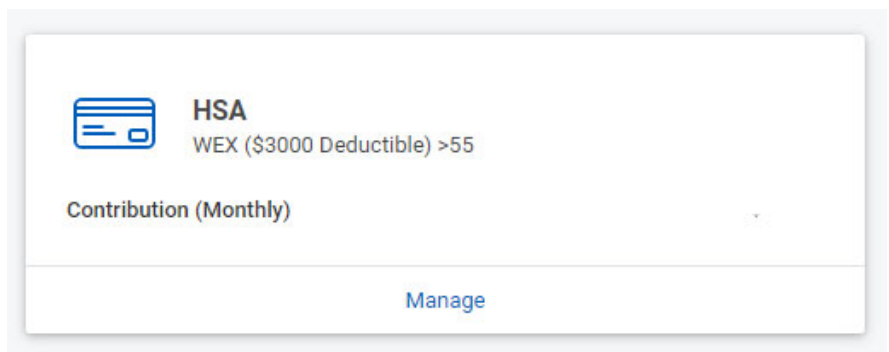 HSA
WEX ($3000 Deductible) >55
Contribution (Monthly)
Manage